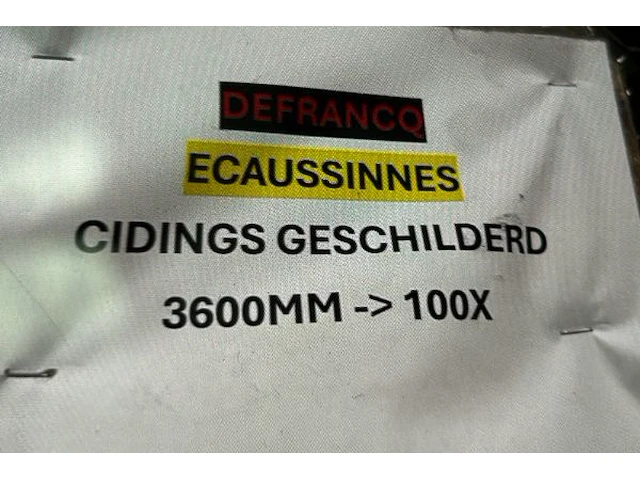 DEFRANCQ
ECAUSSINNES
CIDINGS GESCHILDERD
3600MM -> 100X